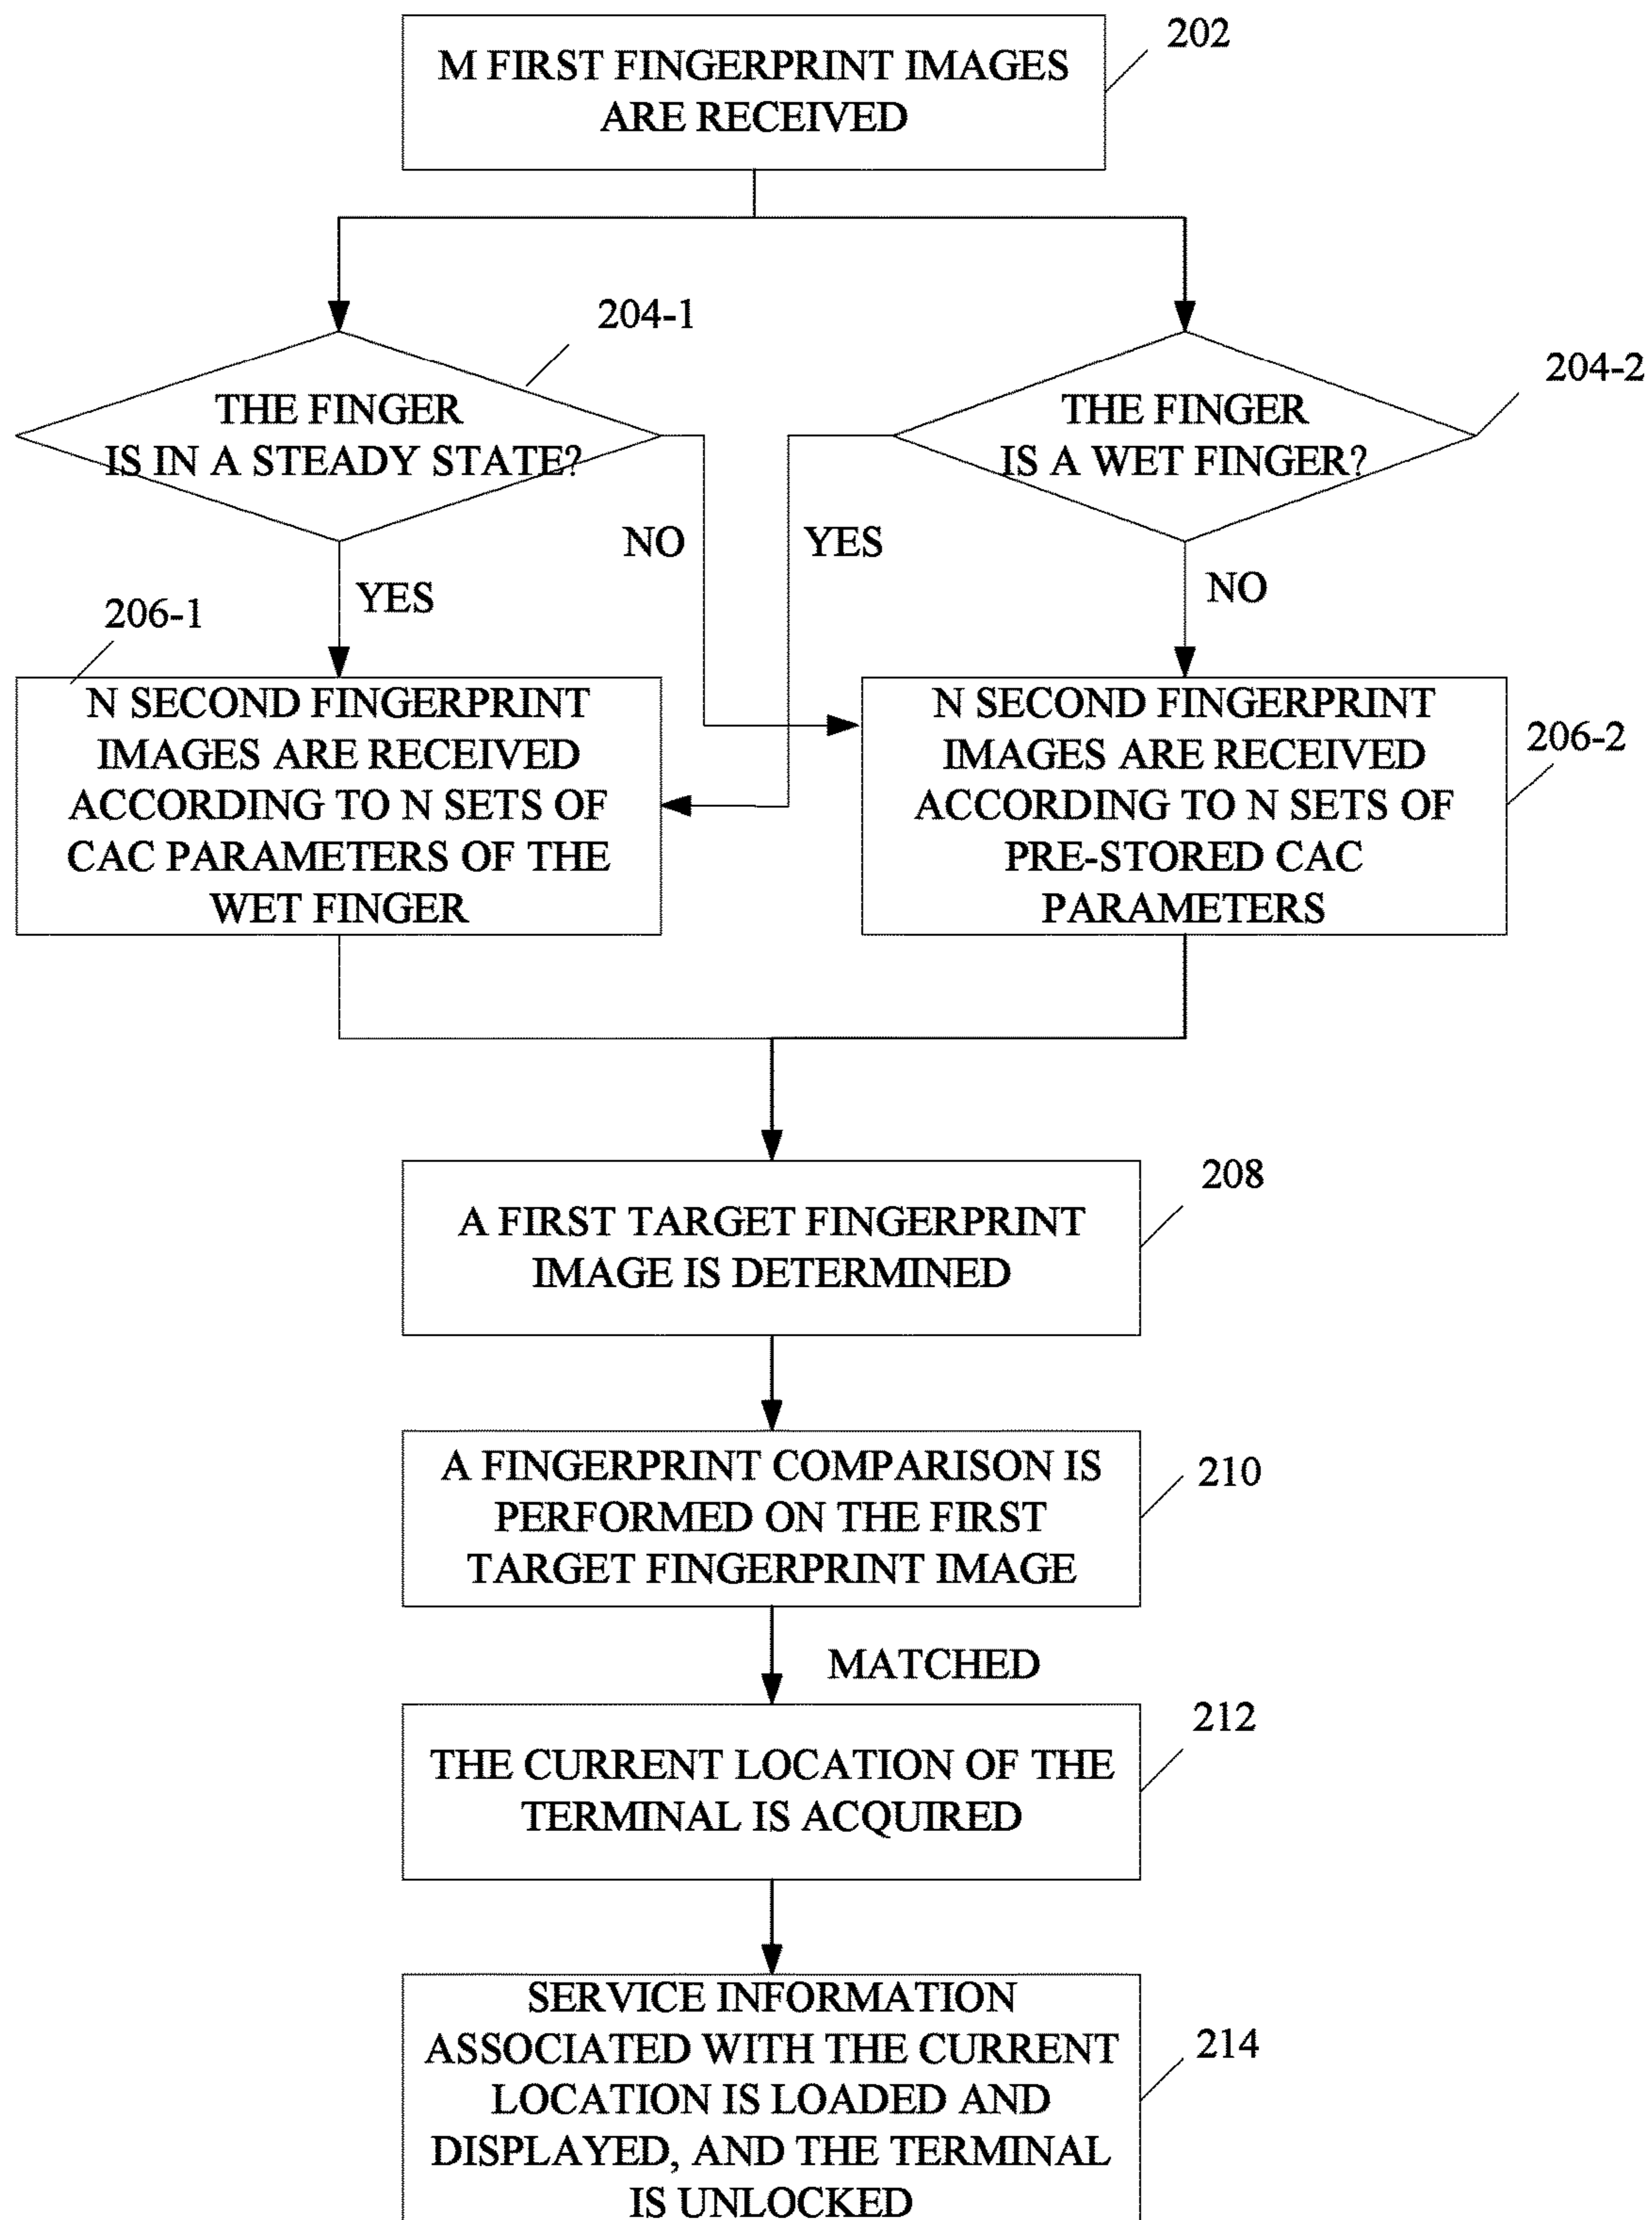 M FIRST FINGERPRINT IMAGES
ARE RECEIVED
202
204-1
THE FINGER
IS IN A STEADY STATE?
204-2
THE FINGER
IS A WET FINGER?
NO
YES
YES
NO
206-1
N SECOND FINGERPRINT
IMAGES ARE RECEIVED
ACCORDING TO N SETS OF
CAC PARAMETERS OF THE
WET FINGER
N SECOND FINGERPRINT
IMAGES ARE RECEIVED
ACCORDING TO N SETS OF
PRE-STORED CAC
PARAMETERS
206-2
A FIRST TARGET FINGERPRINT
IMAGE IS DETERMINED
208
A FINGERPRINT COMPARISON IS
PERFORMED ON THE FIRST
TARGET FINGERPRINT IMAGE
210
MATCHED
THE CURRENT LOCATION OF THE
TERMINAL IS ACQUIRED
212
SERVICE INFORMATION
ASSOCIATED WITH THE CURRENT
LOCATION IS LOADED AND
DISPLAYED, AND THE TERMINAL
IS UNLOCKED
214